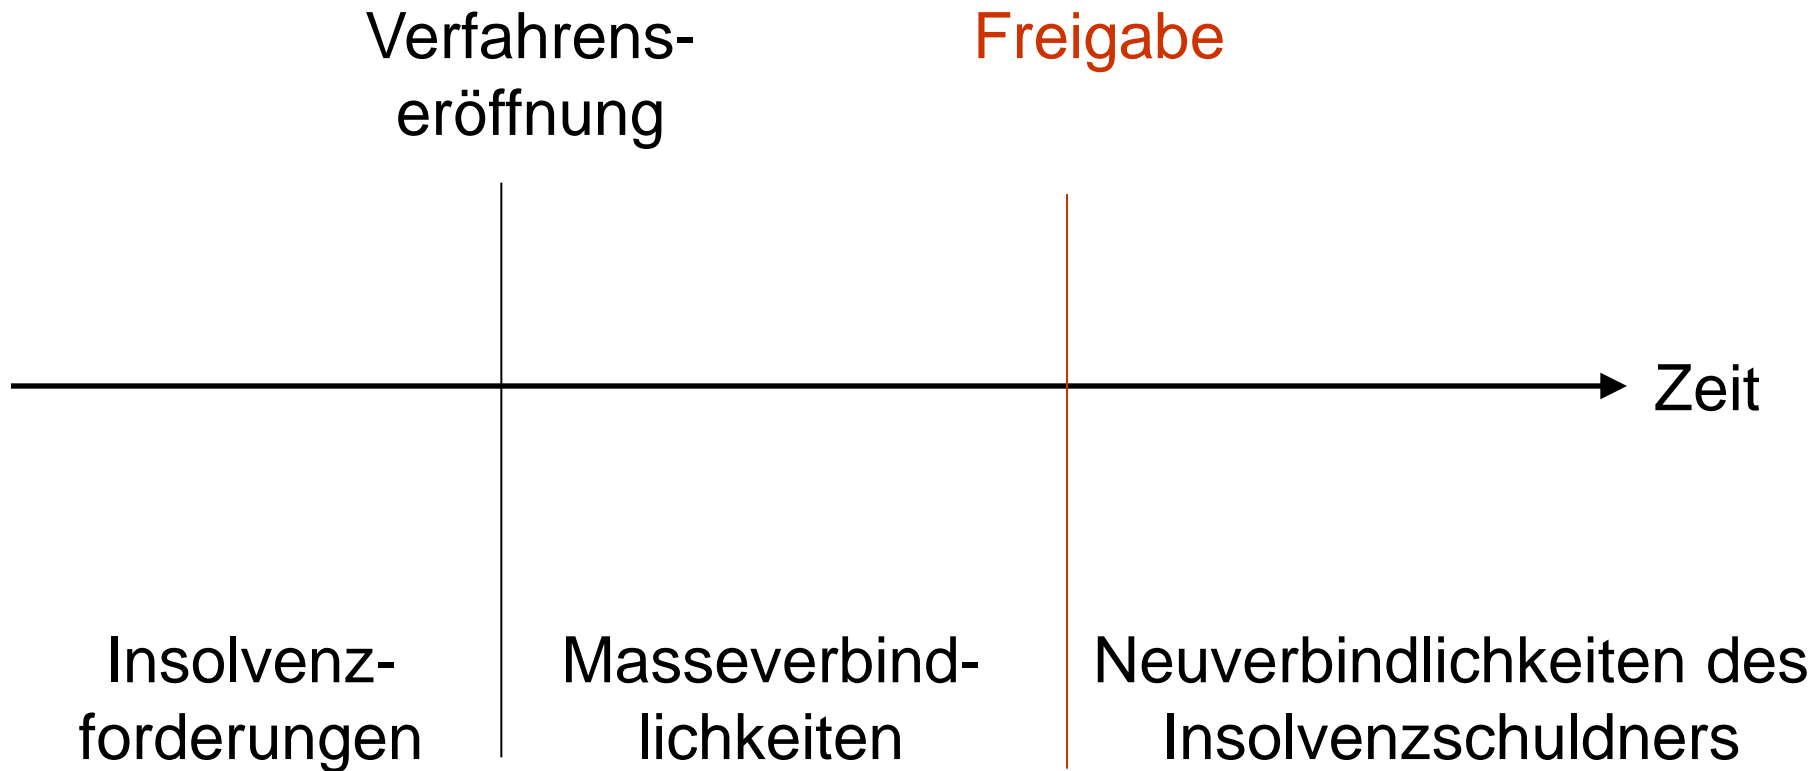 Verfahrens-
eröffnung
Freigabe
Zeit
Insolvenz-
forderungen
Masseverbind-
lichkeiten
Neuverbindlichkeiten des
Insolvenzschuldners